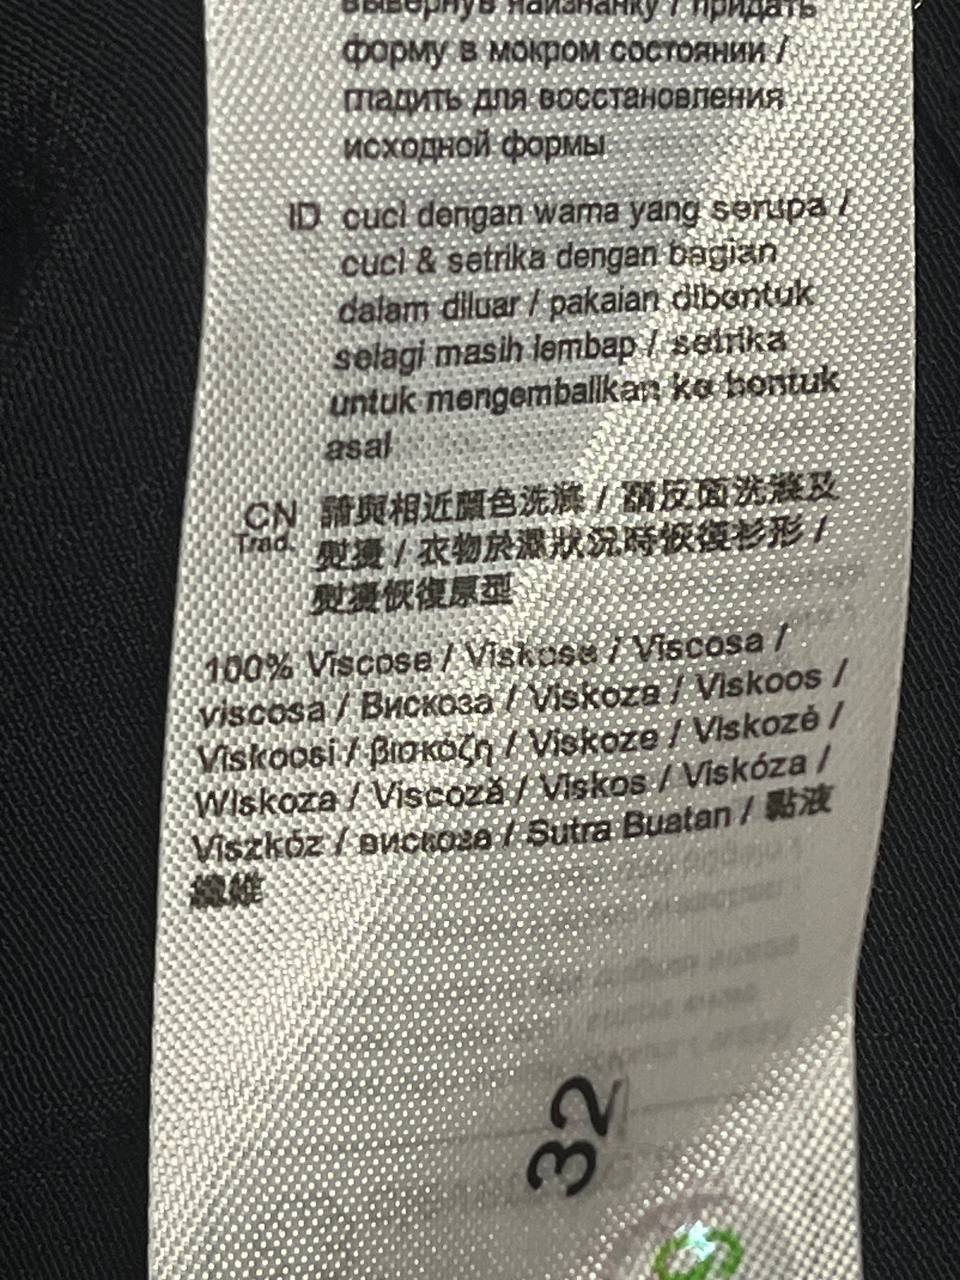 вывернув наизнанку / придать
форму в мокром состоянии /
гладить для восстановления
исходной формы
ID cuci dengan warna yang serupa /
cuci & setrika dengan bagian
dalam diluar / pakaian dibentuk
selagi masih lembap / setrika
untuk mengembalikan ke bentuk
asal
CN Trad. 請與相近顏色洗滌 / 請反面洗滌及
熨燙 / 衣物於濕狀況時恢復衫形 /
熨燙恢復原型
100% Viscose / Viskose / Viscosa /
viscosa / Вискоза / Viskoza / Viskoos /
Viskoosi / βισκόζη / Viskoze / Viskozė /
Wiskoza / Viscoză / Viskos / Viskóza /
Viszkóz / вискоза / Sutra Buatan / 黏液
纖維
32